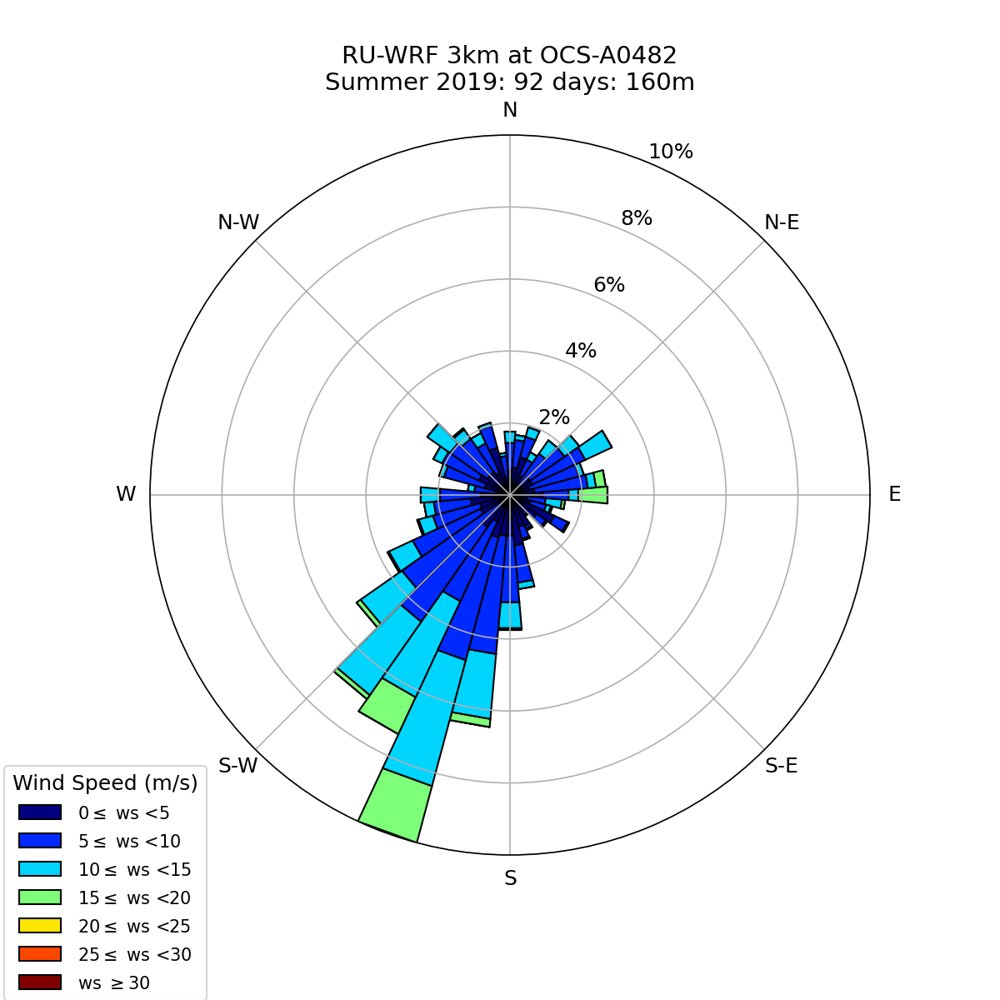 RU-WRF 3km at OCS-A0482
Summer 2019: 92 days: 160m
N
10%
N-W
N-E
8%
6%
4%
2%
W
E
S-W
S-E
S
Wind Speed (m/s)
0≤ ws <5
5≤ ws <10
10≤ ws <15
15≤ ws <20
20≤ ws <25
25≤ ws <30
ws ≥30